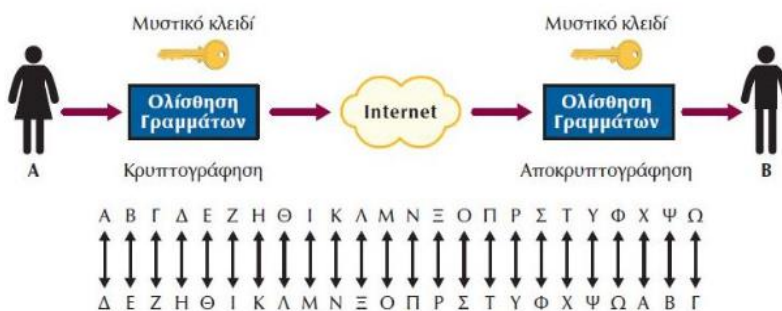 Μυστικό κλειδί Μυστικό κλειδί
Ολίσθηση Γραμμάτων Internet Ολίσθηση Γραμμάτων
Α Κρυπτογράφηση Αποκρυπτογράφηση Β
Α Β Γ Δ Ε Ζ Η Θ Ι Κ Λ Μ Ν Ξ Ο Π Ρ Σ Τ Υ Φ Χ Ψ Ω
Δ Ε Ζ Η Θ Ι Κ Λ Μ Ν Ξ Ο Π Ρ Σ Τ Υ Φ Χ Ψ Ω Α Β Γ